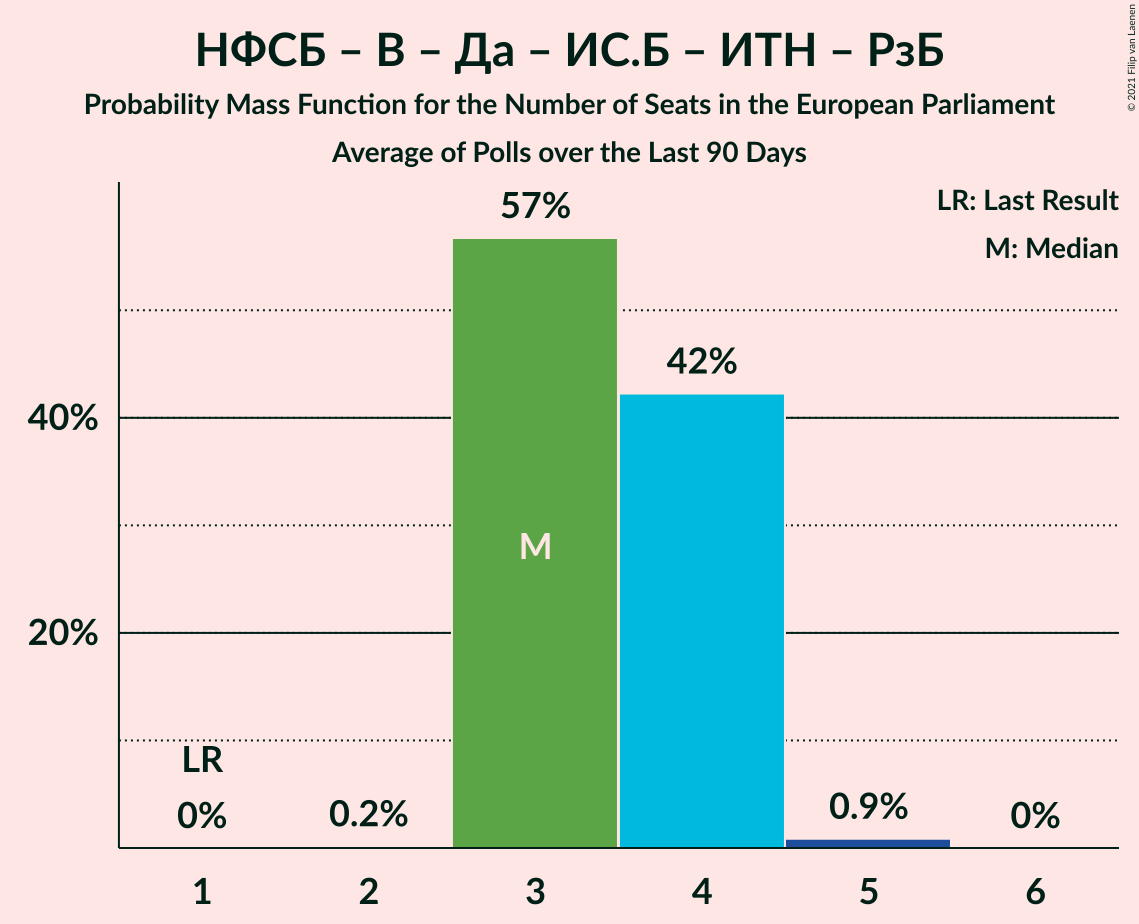 НФСБ – В – Да – ИС.Б – ИТН – РзБ
Probability Mass Function for the Number of Seats in the European Parliament
Average of Polls over the Last 90 Days
© 2021 Filip van Laenen
LR: Last Result
M: Median
57%
42%
40%
M
20%
LR
0%
0.2%
0.9%
0%
1 2 3 4 5 6